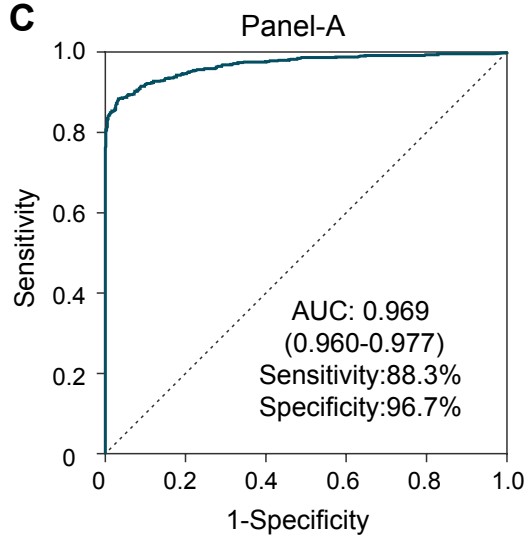 C
Panel-A
Sensitivity
1.0
0.8
0.6
0.4
0.2
0
AUC: 0.969
(0.960-0.977)
Sensitivity:88.3%
Specificity:96.7%
0 0.2 0.4 0.6 0.8 1.0
1-Specificity